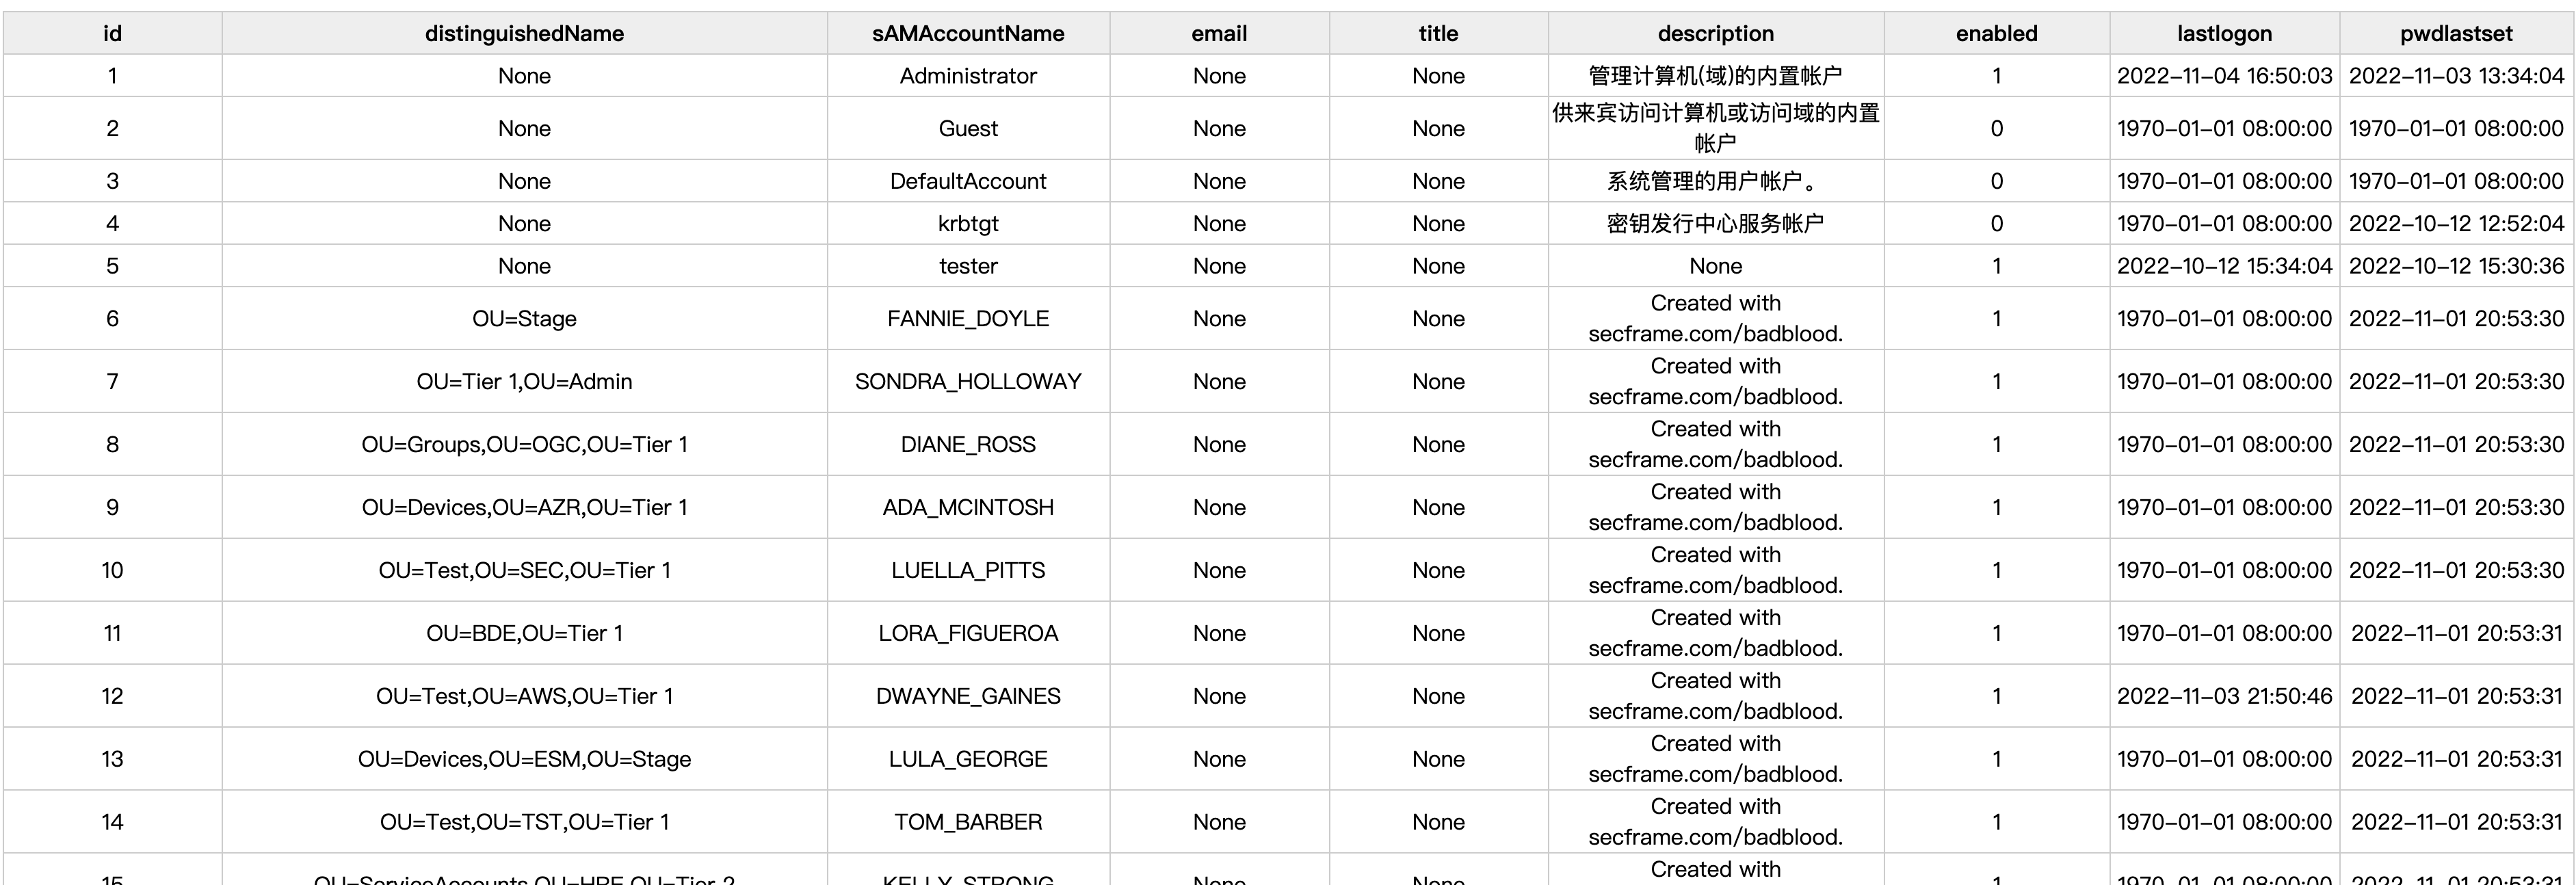 id distinguishedName sAMAccountName email title description enabled lastlogon pwdlastset
1 None Administrator None None 管理计算机(域)的内置帐户 1 2022-11-04 16:50:03 2022-11-03 13:34:04
2 None Guest None None 供来宾访问计算机或访问域的内置
帐户 0 1970-01-01 08:00:00 1970-01-01 08:00:00
3 None DefaultAccount None None 系统管理的用户帐户。 0 1970-01-01 08:00:00 1970-01-01 08:00:00
4 None krbtgt None None 密钥发行中心服务帐户 0 1970-01-01 08:00:00 2022-10-12 12:52:04
5 None tester None None None 1 2022-10-12 15:34:04 2022-10-12 15:30:36
6 OU=Stage FANNIE_DOYLE None None Created with
secframe.com/badblood. 1 1970-01-01 08:00:00 2022-11-01 20:53:30
7 OU=Tier 1,OU=Admin SONDRA_HOLLOWAY None None Created with
secframe.com/badblood. 1 1970-01-01 08:00:00 2022-11-01 20:53:30
8 OU=Groups,OU=OGC,OU=Tier 1 DIANE_ROSS None None Created with
secframe.com/badblood. 1 1970-01-01 08:00:00 2022-11-01 20:53:30
9 OU=Devices,OU=AZR,OU=Tier 1 ADA_MCINTOSH None None Created with
secframe.com/badblood. 1 1970-01-01 08:00:00 2022-11-01 20:53:30
10 OU=Test,OU=SEC,OU=Tier 1 LUELLA_PITTS None None Created with
secframe.com/badblood. 1 1970-01-01 08:00:00 2022-11-01 20:53:30
11 OU=BDE,OU=Tier 1 LORA_FIGUEROA None None Created with
secframe.com/badblood. 1 1970-01-01 08:00:00 2022-11-01 20:53:31
12 OU=Test,OU=AWS,OU=Tier 1 DWAYNE_GAINES None None Created with
secframe.com/badblood. 1 2022-11-03 21:50:46 2022-11-01 20:53:31
13 OU=Devices,OU=ESM,OU=Stage LULA_GEORGE None None Created with
secframe.com/badblood. 1 1970-01-01 08:00:00 2022-11-01 20:53:31
14 OU=Test,OU=TST,OU=Tier 1 TOM_BARBER None None Created with
secframe.com/badblood. 1 1970-01-01 08:00:00 2022-11-01 20:53:31
15 OU=ServiceAccounts,OU=HRE,OU=Tier 2 KELLY_STRONG None None Created with
1 1970-01-01 08:00:00 2022-11-01 20:53:31